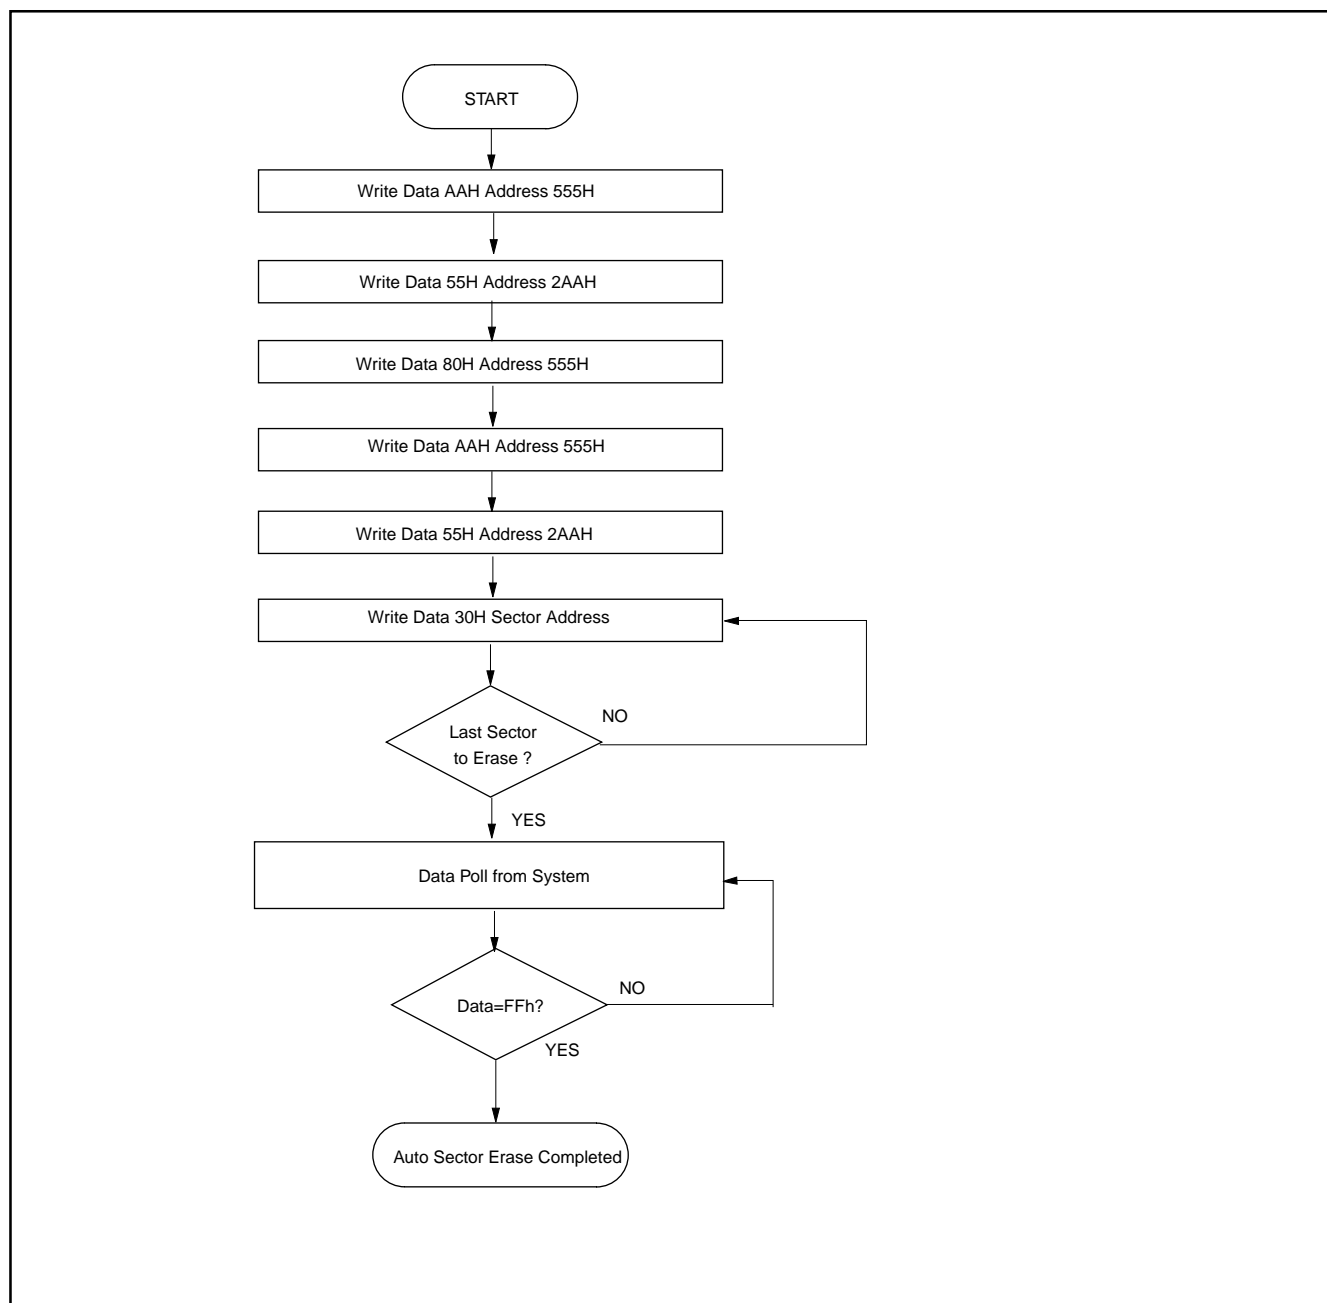 START
Write Data AAH Address 555H
Write Data 55H Address 2AAH
Write Data 80H Address 555H
Write Data AAH Address 555H
Write Data 55H Address 2AAH
Write Data 30H Sector Address
Last Sector
to Erase ?
NO
YES
Data Poll from System
Data=FFh?
NO
YES
Auto Sector Erase Completed